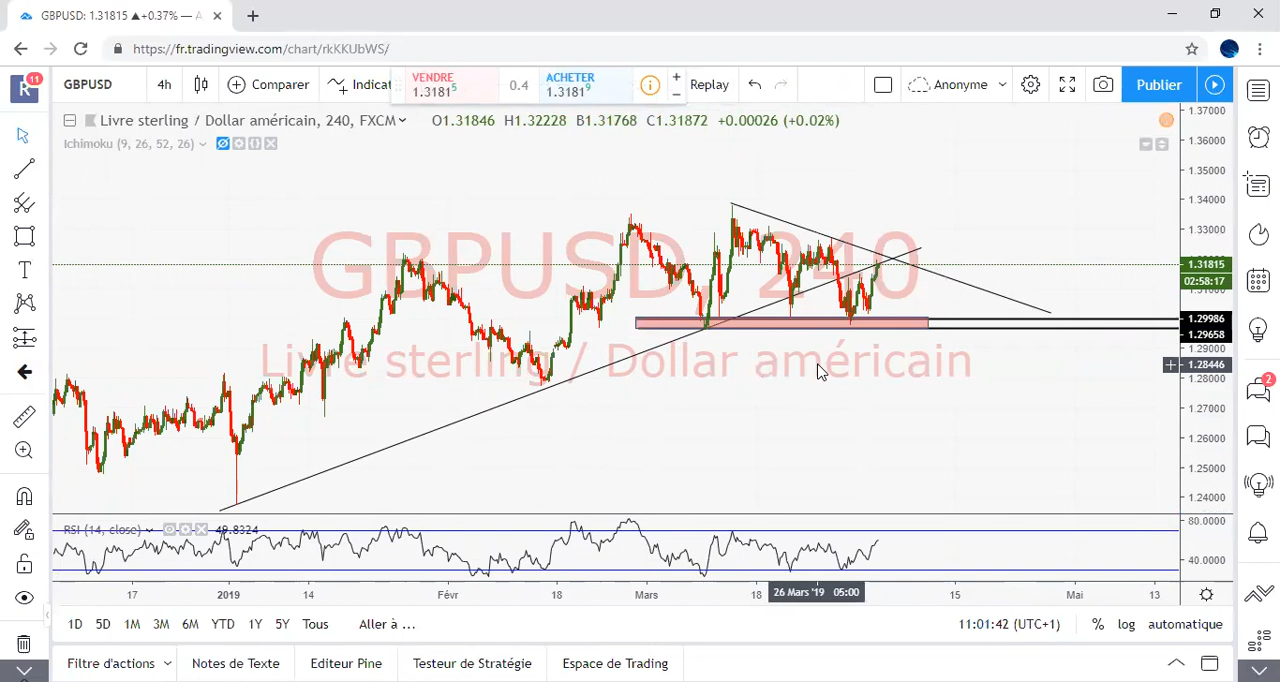 GBPUSD: 1.31815 ▲+0.37% — A
https://fr.tradingview.com/chart/rkKKUbWS/
R 11
GBPUSD 4h Comparer Indicat VENDRE 1.3181⁵ 0.4 ACHETER 1.3181⁹ Replay Anonyme Publier
Livre sterling / Dollar américain, 240, FXCM O1.31846 H1.32228 B1.31768 C1.31872 +0.00026 (+0.02%)
Ichimoku (9, 26, 52, 26)
GBPUSD, 240
Livre sterling / Dollar américain
1.37000
1.36000
1.35000
1.34000
1.33000
1.31815
02:58:17
1.29986
1.29658
1.29000
1.28446
1.28000
1.27000
1.26000
1.25000
1.24000
2
RSI (14, close) 49.8324
80.0000
40.0000
17 2019 14 Févr 18 Mars 18 26 Mars '19 05:00 15 Mai 13
1D 5D 1M 3M 6M YTD 1Y 5Y Tous Aller à ... 11:01:42 (UTC+1) % log automatique
Filtre d'actions Notes de Texte Editeur Pine Testeur de Stratégie Espace de Trading